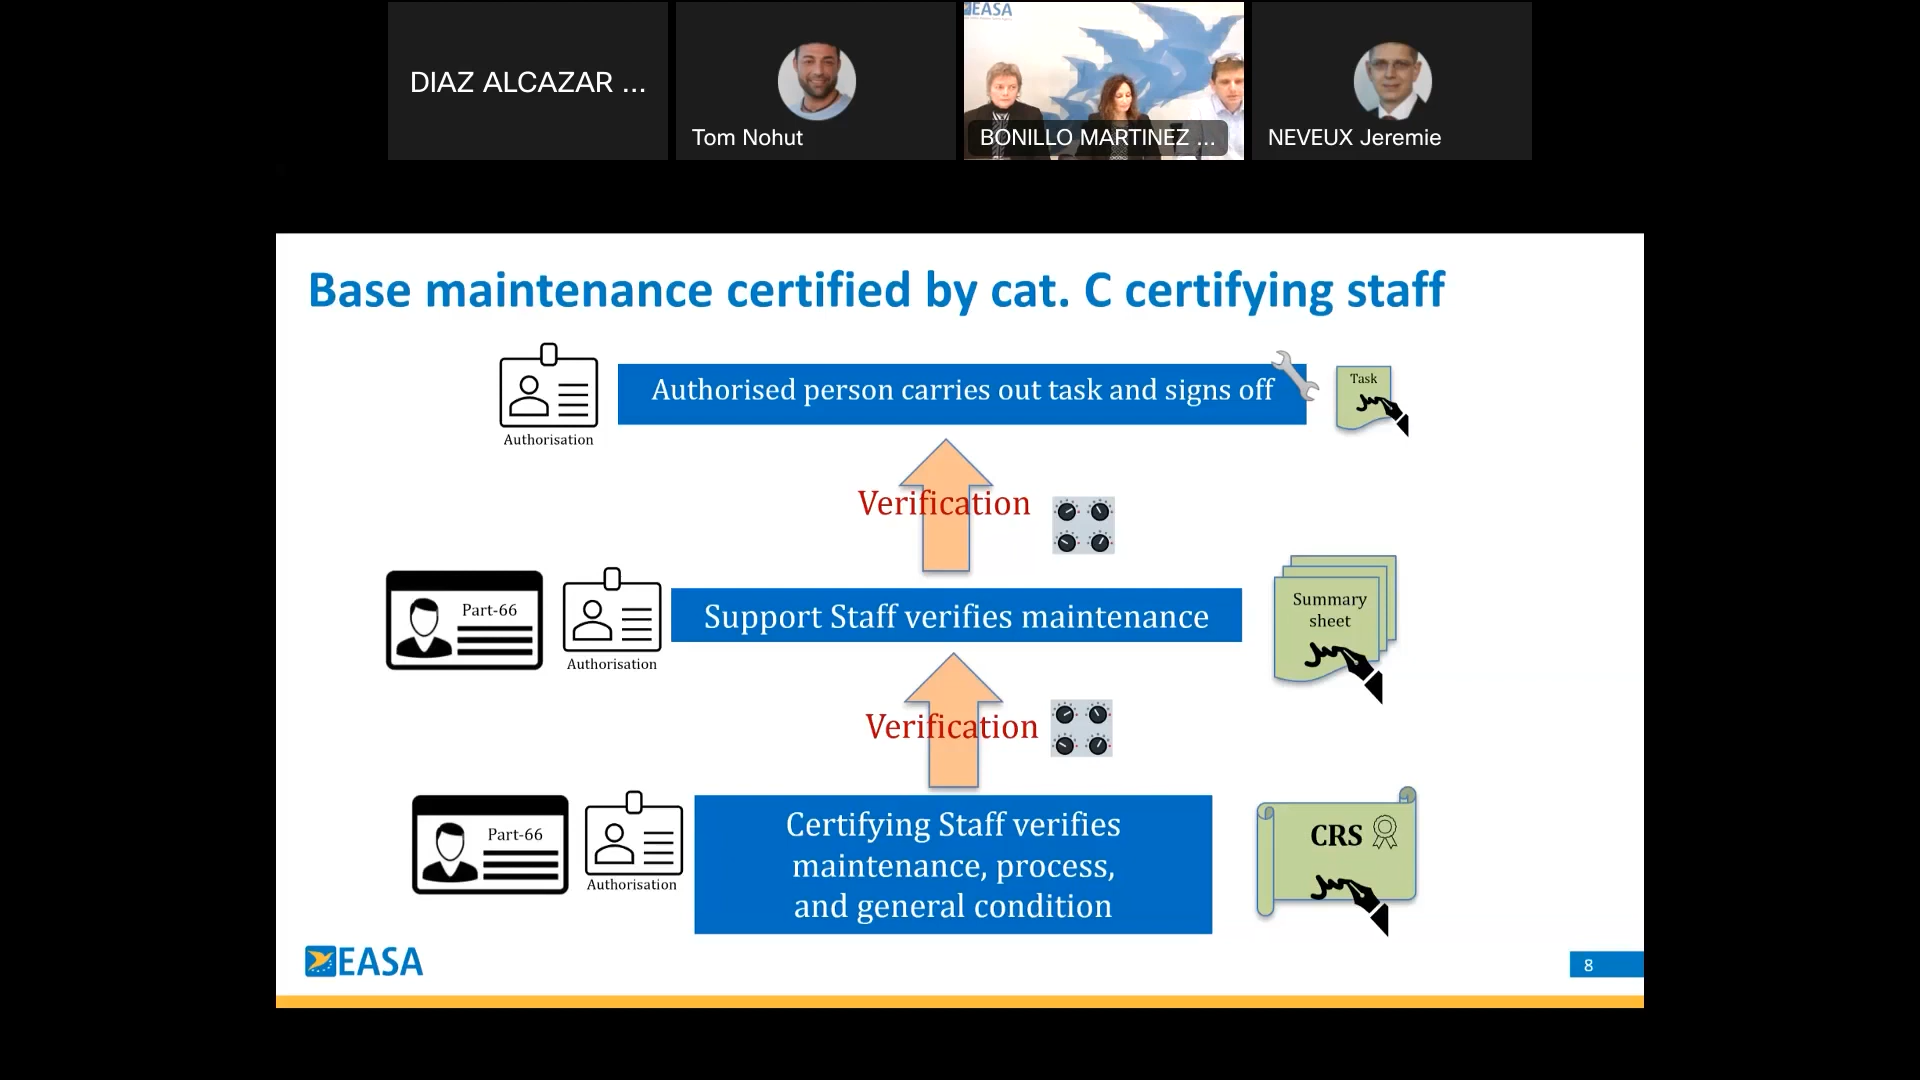 DIAZ ALCAZAR ...
Tom Nohut
EASA
BONILLO MARTINEZ ...
NEVEUX Jeremie
Base maintenance certified by cat. C certifying staff
Authorisation
Authorised person carries out task and signs off
Task
Verification
Part-66
Authorisation
Support Staff verifies maintenance
Summary
sheet
Verification
Part-66
Authorisation
Certifying Staff verifies
maintenance, process,
and general condition
CRS
EASA
8